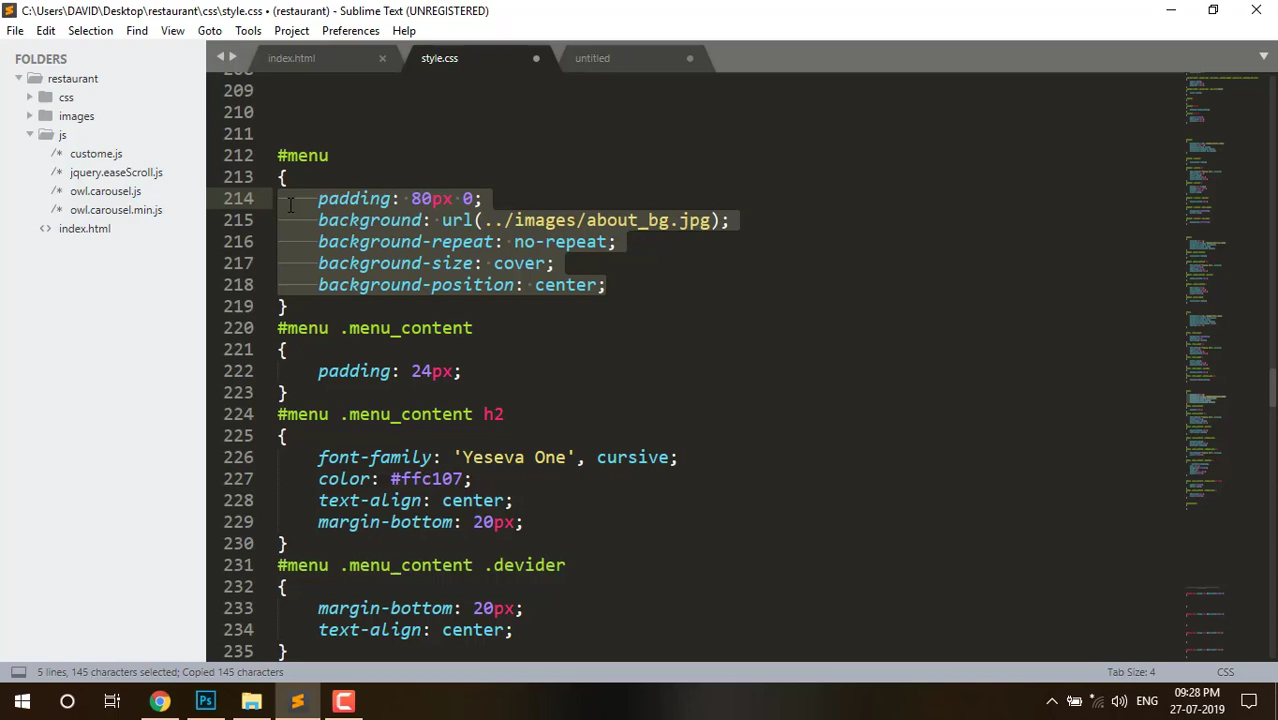 C:\Users\DAVID\Desktop\restaurant\css\style.css • (restaurant) - Sublime Text (UNREGISTERED)
File Edit Selection Find View Goto Tools Project Preferences Help
FOLDERS
restaurant
css
images
js
/* custome.js
/* jquery.easeScroll.js
/* owl.carousel.js
/* owl.carousel.min.js
<> index.html
index.html
style.css
untitled
208
209
210
211
212 #menu
213 {
214 padding: 80px 0;
215 background: url(../images/about_bg.jpg);
216 background-repeat: no-repeat;
217 background-size: cover;
218 background-position: center;
219 }
220 #menu .menu_content
221 {
222 padding: 24px;
223 }
224 #menu .menu_content h2
225 {
226 font-family: 'Yeseva One', cursive;
227 color: #ffc107;
228 text-align: center;
229 margin-bottom: 20px;
230 }
231 #menu .menu_content .devider
232 {
233 margin-bottom: 20px;
234 text-align: center;
235 }
5 lines, 145 characters selected; Copied 145 characters
Tab Size: 4
CSS
ENG
09:28 PM
27-07-2019